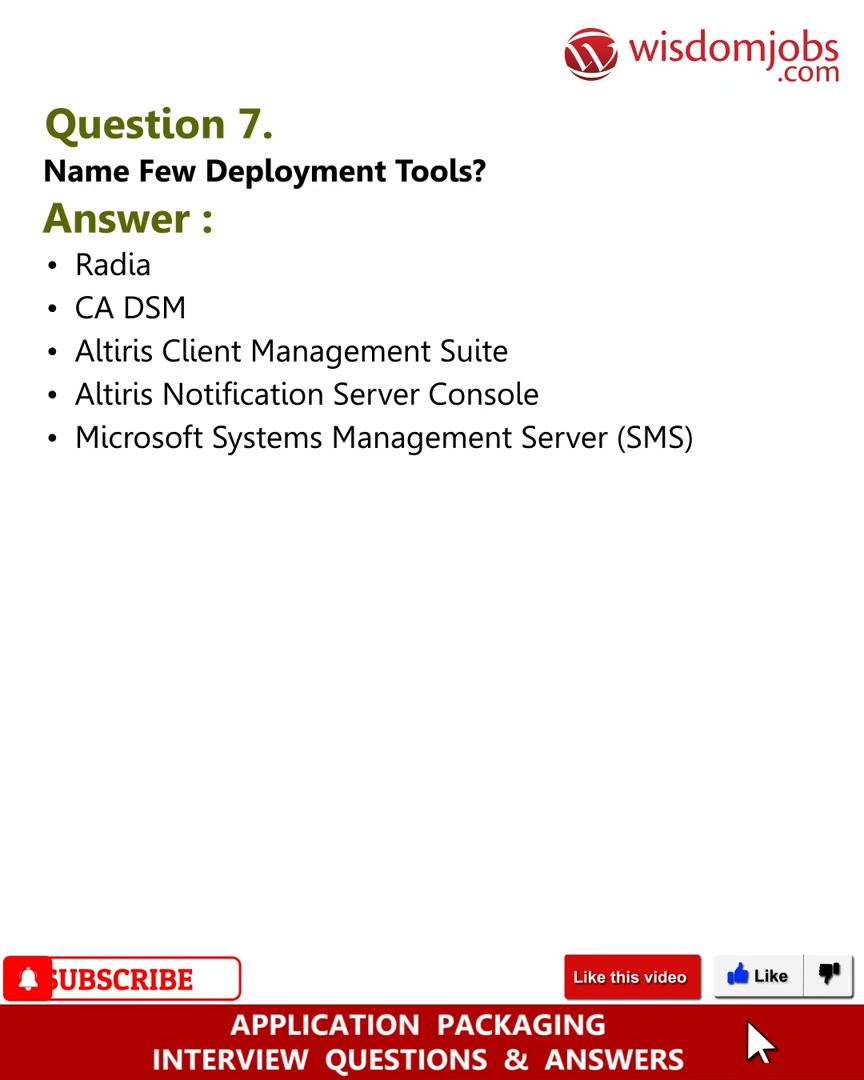 wisdomjobs
.com
Question 7.
Name Few Deployment Tools?
Answer :
• Radia
• CA DSM
• Altiris Client Management Suite
• Altiris Notification Server Console
• Microsoft Systems Management Server (SMS)
SUBSCRIBE
Like this video
Like
APPLICATION PACKAGING
INTERVIEW QUESTIONS & ANSWERS